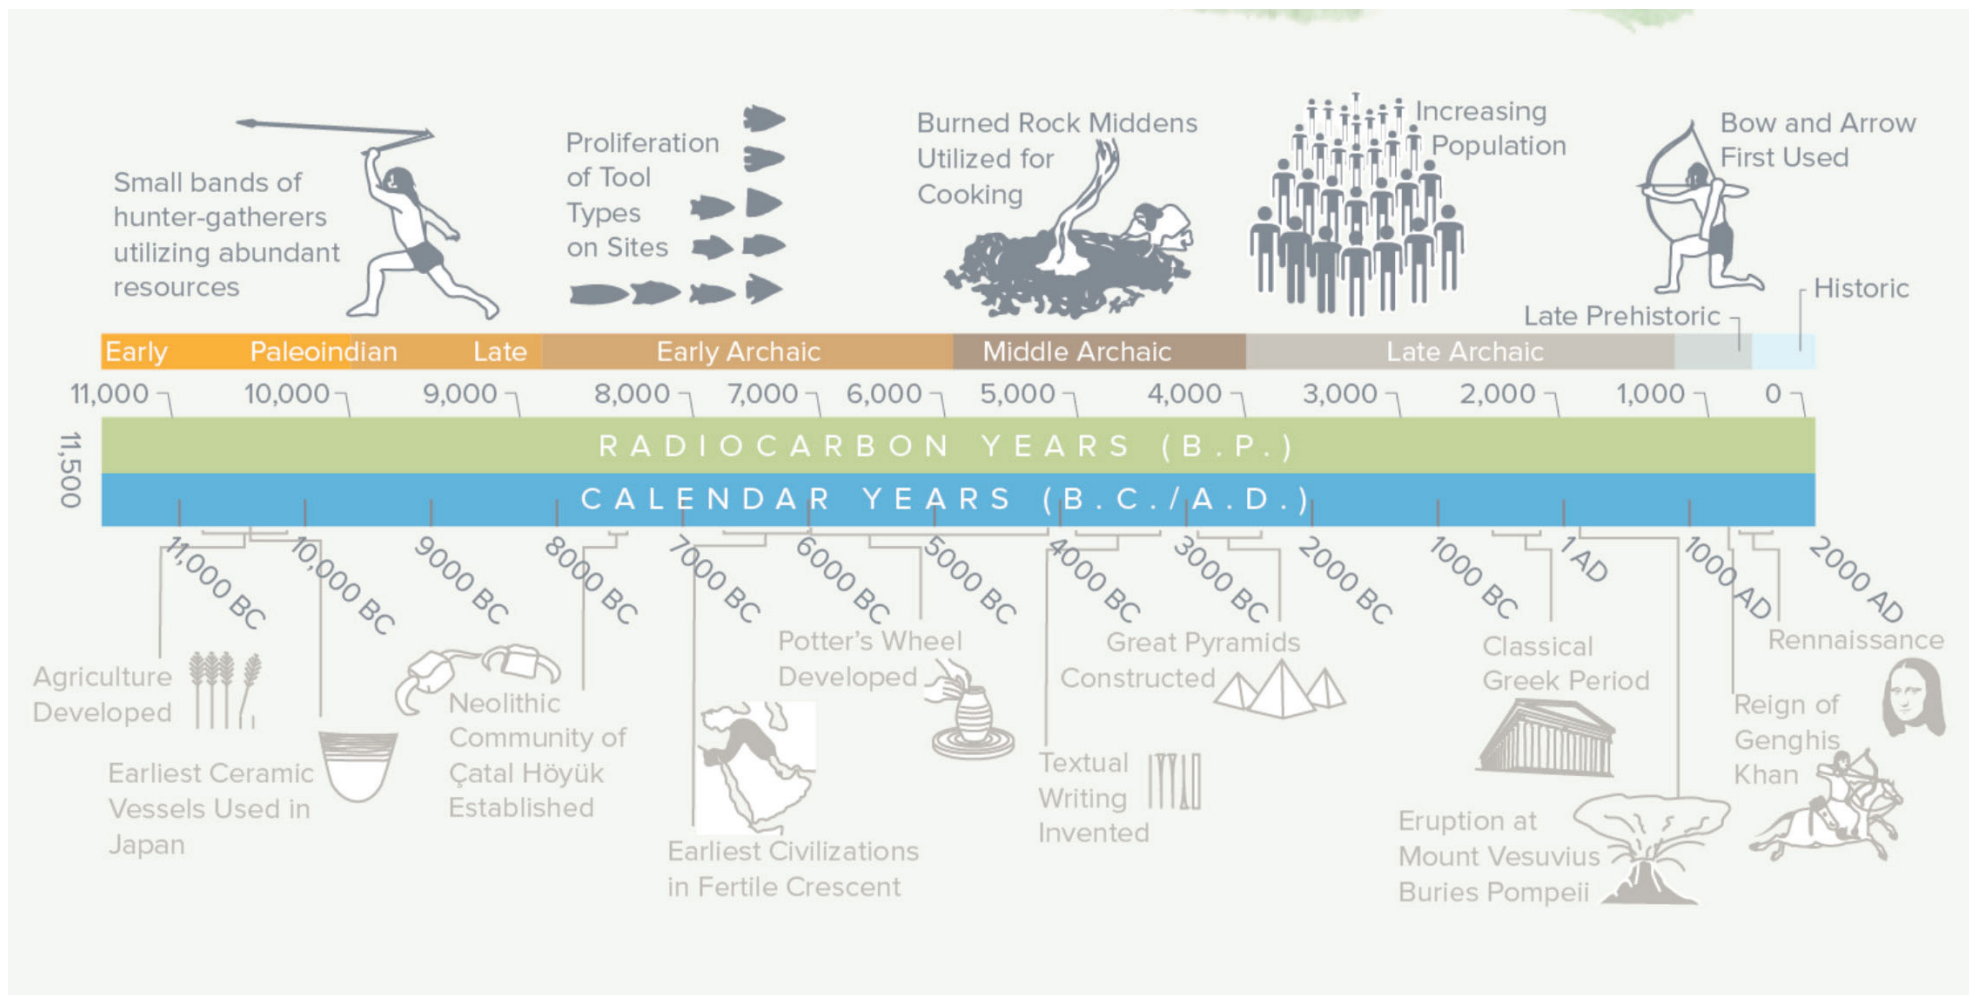 Small bands of
hunter-gatherers
utilizing abundant
resources
Proliferation
of Tool
Types
on Sites
Burned Rock Middens
Utilized for
Cooking
Increasing
Population
Bow and Arrow
First Used
Historic
Late Prehistoric
Early Paleoindian Late Early Archaic Middle Archaic Late Archaic
11,000 10,000 9,000 8,000 7,000 6,000 5,000 4,000 3,000 2,000 1,000 0
11,500
RADIOCARBON YEARS (B.P.)
CALENDAR YEARS (B.C./A.D.)
11,000 BC 10,000 BC 9000 BC 8000 BC 7000 BC 6000 BC 5000 BC 4000 BC 3000 BC 2000 BC 1000 BC 1 AD 1000 AD 2000 AD
Agriculture
Developed
Earliest Ceramic
Vessels Used in
Japan
Neolithic
Community of
Çatal Höyük
Established
Earliest Civilizations
in Fertile Crescent
Potter's Wheel
Developed
Textual
Writing
Invented
Great Pyramids
Constructed
Classical
Greek Period
Eruption at
Mount Vesuvius
Buries Pompeii
Reign of
Genghis
Khan
Rennaissance